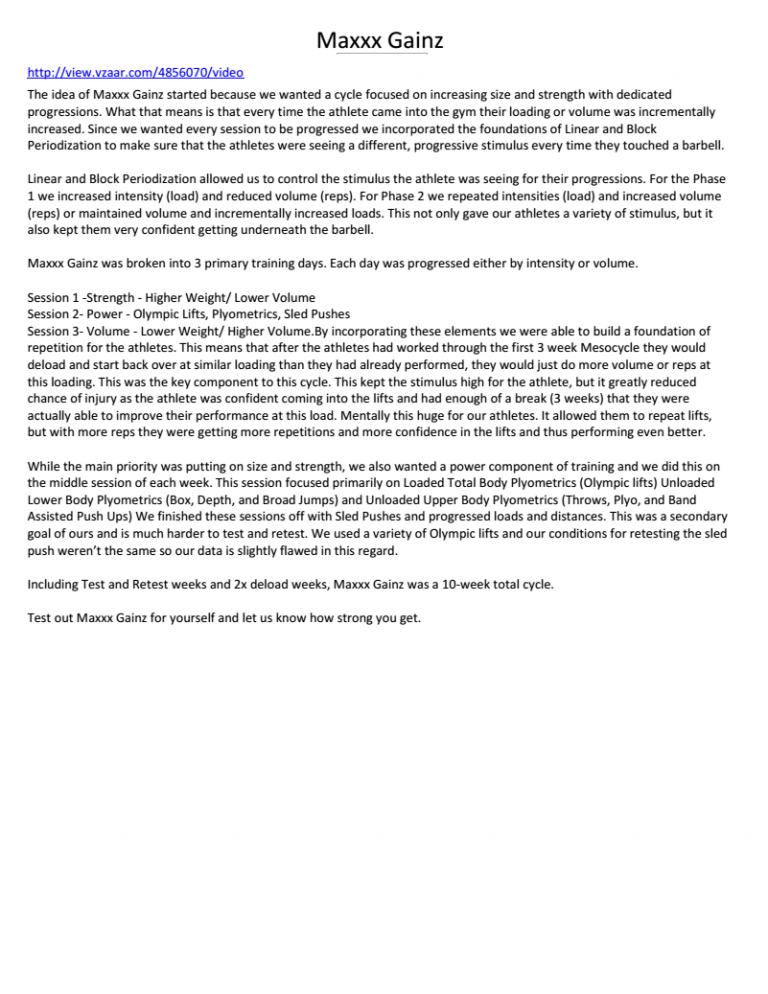 Maxxx Gainz
http://view.vzaar.com/4856070/video
The idea of Maxxx Gainz started because we wanted a cycle focused on increasing size and strength with dedicated
progressions. What that means is that every time the athlete came into the gym their loading or volume was incrementally
increased. Since we wanted every session to be progressed we incorporated the foundations of Linear and Block
Periodization to make sure that the athletes were seeing a different, progressive stimulus every time they touched a barbell.
Linear and Block Periodization allowed us to control the stimulus the athlete was seeing for their progressions. For the Phase
1 we increased intensity (load) and reduced volume (reps). For Phase 2 we repeated intensities (load) and increased volume
(reps) or maintained volume and incrementally increased loads. This not only gave our athletes a variety of stimulus, but it
also kept them very confident getting underneath the barbell.
Maxxx Gainz was broken into 3 primary training days. Each day was progressed either by intensity or volume.
Session 1 -Strength - Higher Weight/ Lower Volume
Session 2- Power - Olympic Lifts, Plyometrics, Sled Pushes
Session 3- Volume - Lower Weight/ Higher Volume.By incorporating these elements we were able to build a foundation of
repetition for the athletes. This means that after the athletes had worked through the first 3 week Mesocycle they would
deload and start back over at similar loading than they had already performed, they would just do more volume or reps at
this loading. This was the key component to this cycle. This kept the stimulus high for the athlete, but it greatly reduced
chance of injury as the athlete was confident coming into the lifts and had enough of a break (3 weeks) that they were
actually able to improve their performance at this load. Mentally this huge for our athletes. It allowed them to repeat lifts,
but with more reps they were getting more repetitions and more confidence in the lifts and thus performing even better.
While the main priority was putting on size and strength, we also wanted a power component of training and we did this on
the middle session of each week. This session focused primarily on Loaded Total Body Plyometrics (Olympic lifts) Unloaded
Lower Body Plyometrics (Box, Depth, and Broad Jumps) and Unloaded Upper Body Plyometrics (Throws, Plyo, and Band
Assisted Push Ups) We finished these sessions off with Sled Pushes and progressed loads and distances. This was a secondary
goal of ours and is much harder to test and retest. We used a variety of Olympic lifts and our conditions for retesting the sled
push weren’t the same so our data is slightly flawed in this regard.
Including Test and Retest weeks and 2x deload weeks, Maxxx Gainz was a 10-week total cycle.
Test out Maxxx Gainz for yourself and let us know how strong you get.